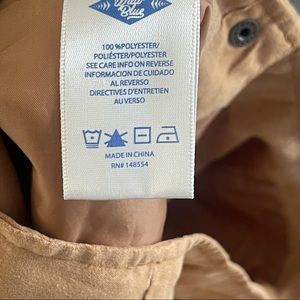 Blue
100 %POLYESTER/
POLIÉSTER/POLYESTER
SEE CARE INFO ON REVERSE
INFORMACION DE CUIDADO
AL REVERSO
DIRECTIVES D'ENTRETIEN
AU VERSO
MADE IN CHINA
RN# 148554